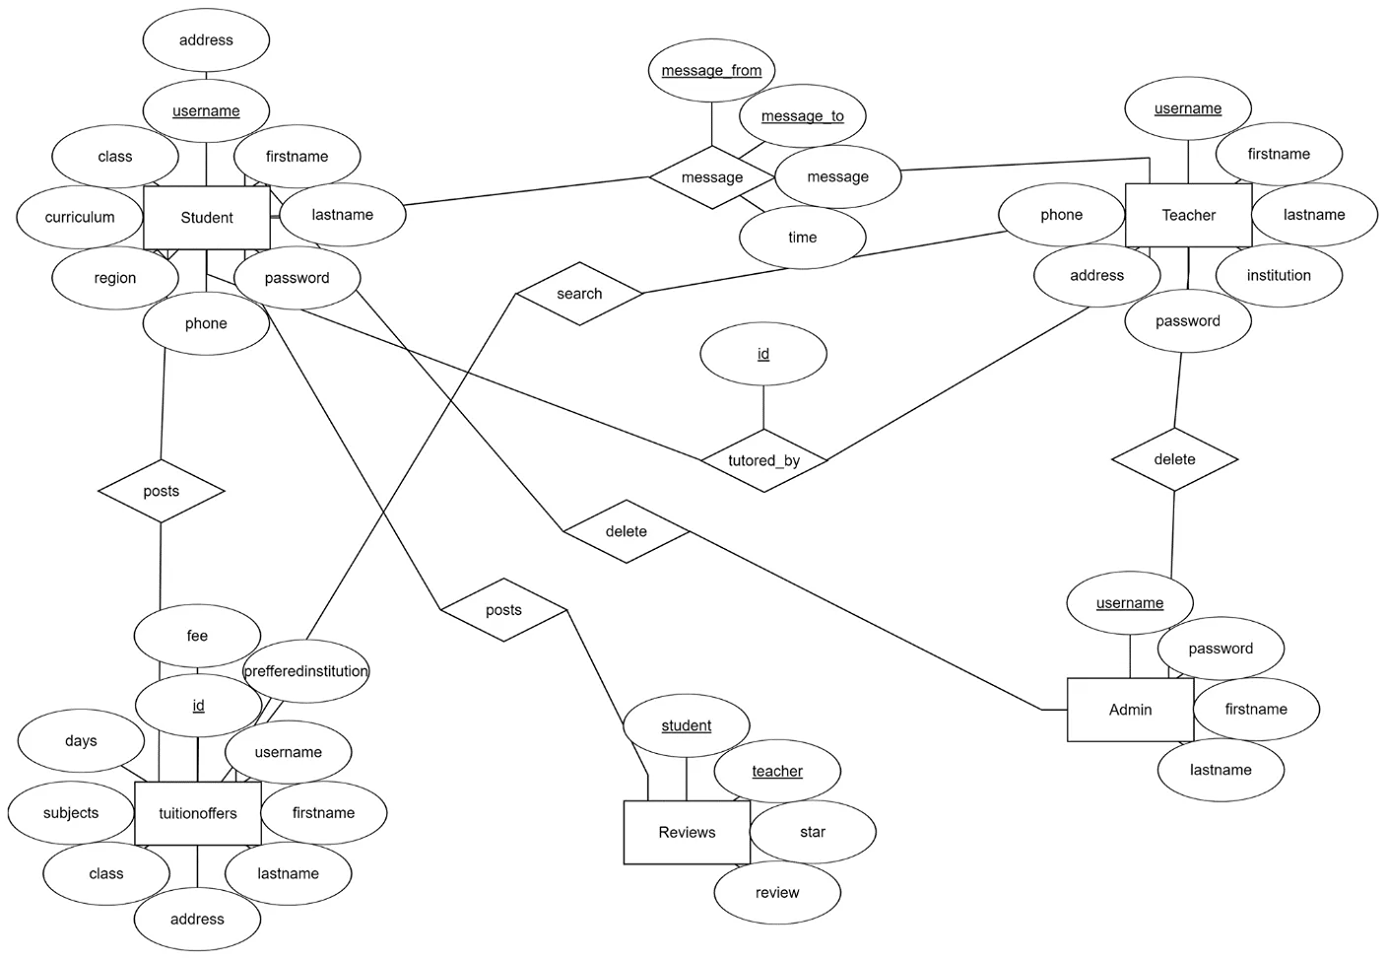 address
username
class
firstname
curriculum
Student
lastname
region
password
phone
message_from
message_to
message
message
time
search
username
firstname
phone
Teacher
lastname
address
institution
password
id
tutored_by
posts
delete
delete
posts
fee
prefferedinstitution
id
days
username
subjects
tuitionoffers
firstname
class
lastname
address
student
teacher
Reviews
star
review
username
password
Admin
firstname
lastname